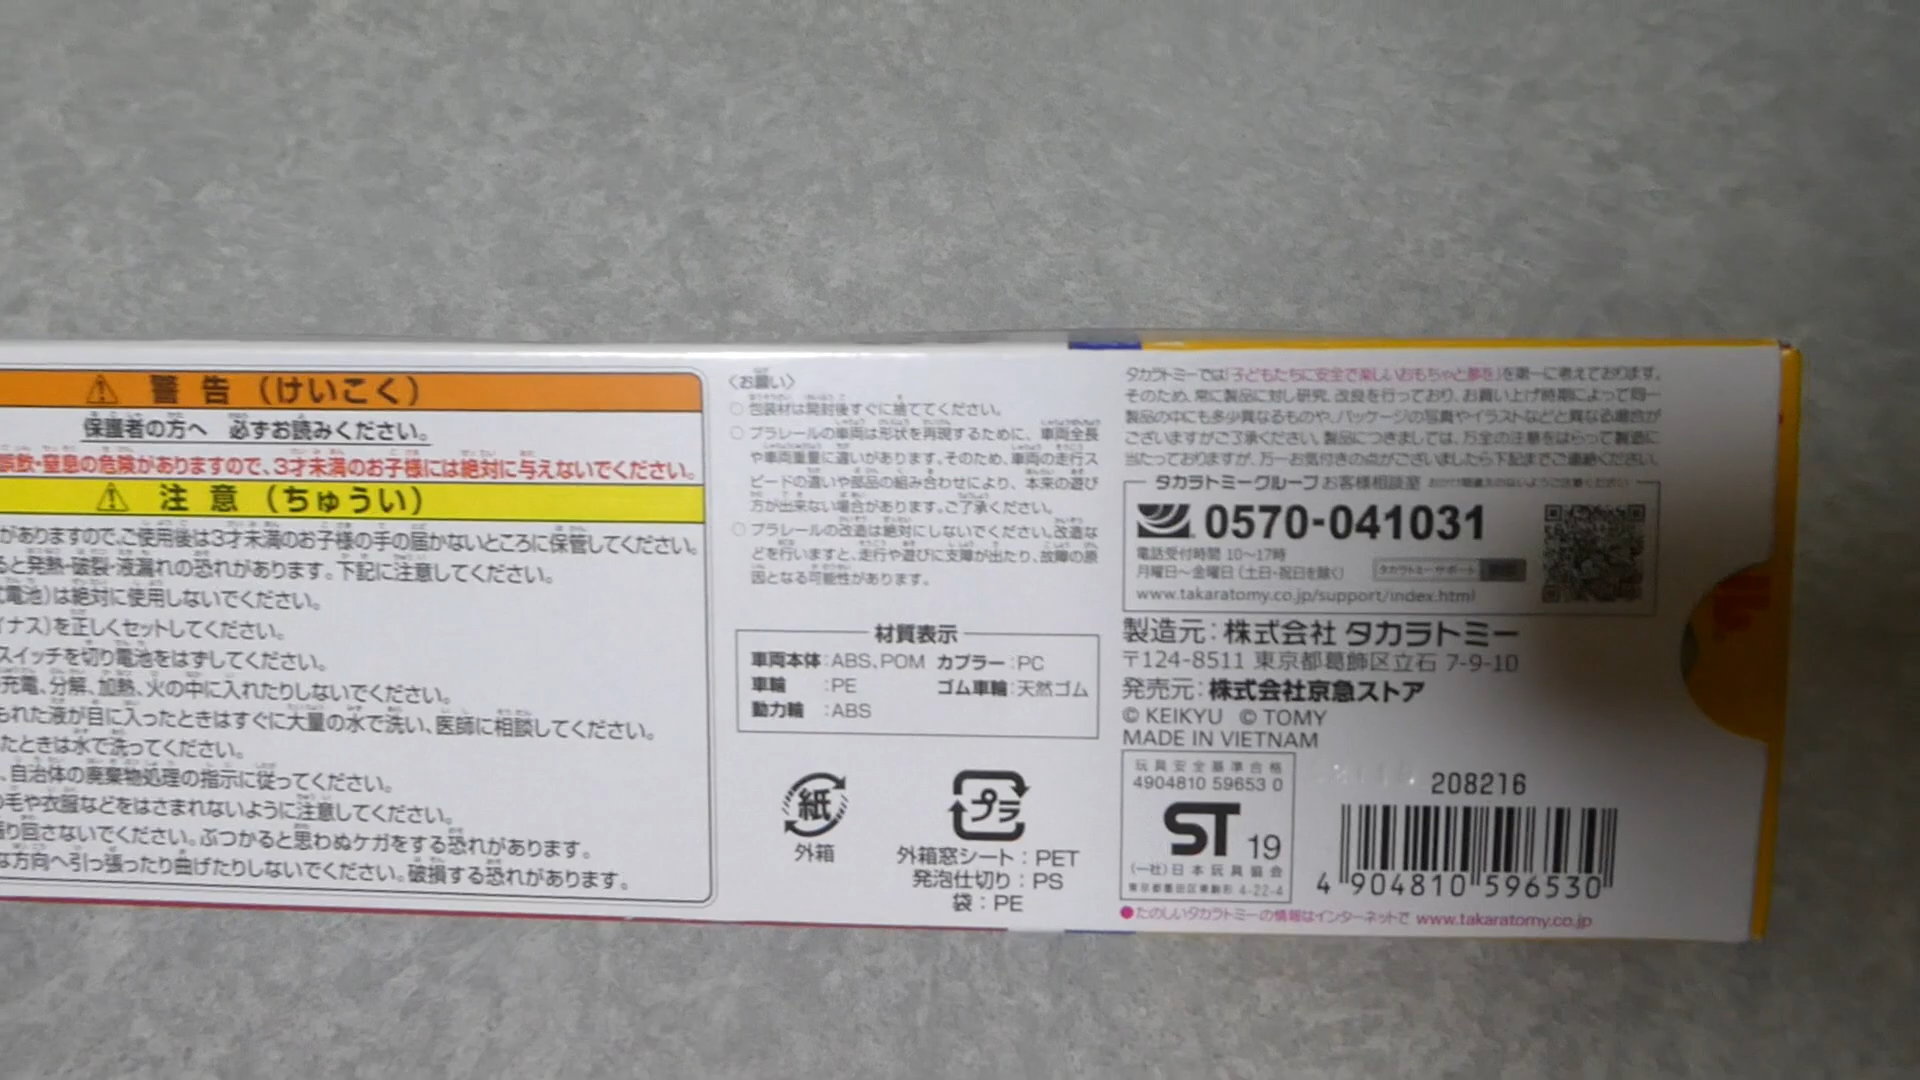 警告（けいこく）
保護者の方へ 必ずお読みください。
誤飲・窒息の危険がありますので、3才未満のお子様には絶対に与えないでください。
注意（ちゅうい）
がありますので、ご使用後は3才未満のお子様の手の届かないところに保管してください。
ると発熱・破裂・液漏れの恐れがあります。下記に注意してください。
電池)は絶対に使用しないでください。
イナス)を正しくセットしてください。
スイッチを切り電池をはずしてください。
充電、分解、加熱、火の中に入れたりしないでください。
もれた液が目に入ったときはすぐに大量の水で洗い、医師に相談してください。
たときは水で洗ってください。
、自治体の廃棄物処理の指示に従ってください。
の毛や衣服などをはさまれないように注意してください。
り回さないでください。ぶつかると思わぬケガをする恐れがあります。
な方向へ引っ張ったり曲げたりしないでください。破損する恐れがあります。
〈お願い〉
○ 包装材は開封後すぐに捨ててください。
○ プラレールの車両は形状を再現するために、車両全長
や車両重量に違いがあります。そのため、車両の走行ス
ピードの違いや部品の組み合わせにより、本来の遊び
方が出来ない場合があります。ご了承ください。
○ プラレールの改造は絶対にしないでください。改造な
どを行いますと、走行や遊びに支障が出たり、故障の原
因となる可能性があります。
材質表示
車両本体:ABS、POM カプラー:PC
車輪 :PE ゴム車輪:天然ゴム
動力輪 :ABS
紙
外箱
プラ
外箱窓シート：PET
発泡仕切り：PS
袋：PE
タカラトミーでは「子どもたちに安全で楽しいおもちゃと夢を」を第一に考えております。
そのため、常に製品に対し研究、改良を行っており、お買い上げ時期によって同一
製品の中にも多少異なるものや、パッケージの写真やイラストなどと異なる場合が
ございますがご了承ください。製品につきましては、万全の注意をはらって製造に
当たっておりますが、万一お気付きの点がございましたら下記までご連絡ください。
タカラトミーグループ お客様相談室
0570-041031
電話受付時間 10〜17時
月曜日〜金曜日（土日・祝日を除く）
タカラトミー サポート
www.takaratomy.co.jp/support/index.html
製造元：株式会社 タカラトミー
〒124-8511 東京都葛飾区立石 7-9-10
発売元：株式会社京急ストア
© KEIKYU © TOMY
MADE IN VIETNAM
玩具安全基準合格
4904810 59653 0
ST 19
(一社)日本玩具協会
東京都墨田区東駒形 4-22-4
208216
4 904810 596530
●たのしいタカラトミーの情報はインターネットで www.takaratomy.co.jp